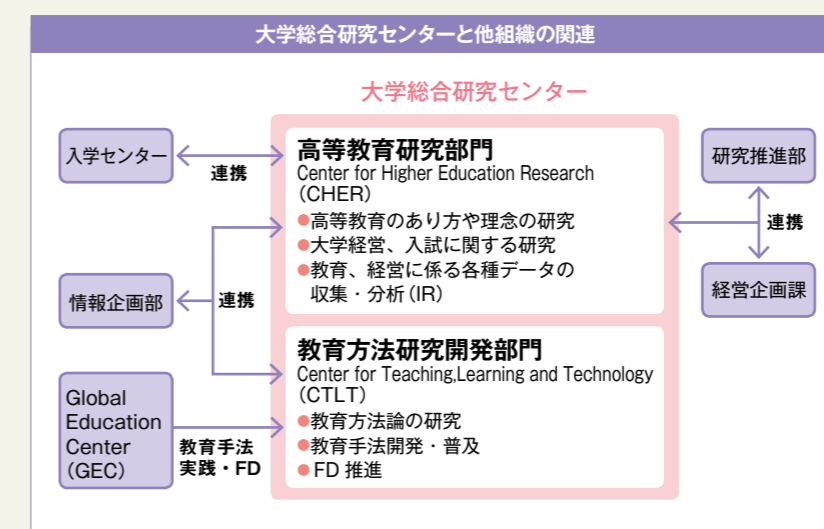 大学総合研究センターと他組織の関連
大学総合研究センター
入学センター
連携
高等教育研究部門
Center for Higher Education Research
(CHER)
●高等教育のあり方や理念の研究
●大学経営、入試に関する研究
●教育、経営に係る各種データの
収集・分析(IR)
研究推進部
連携
経営企画課
情報企画部
連携
教育方法研究開発部門
Center for Teaching,Learning and Technology
(CTLT)
●教育方法論の研究
●教育手法開発・普及
●FD 推進
Global
Education
Center
(GEC)
教育手法
実践・FD